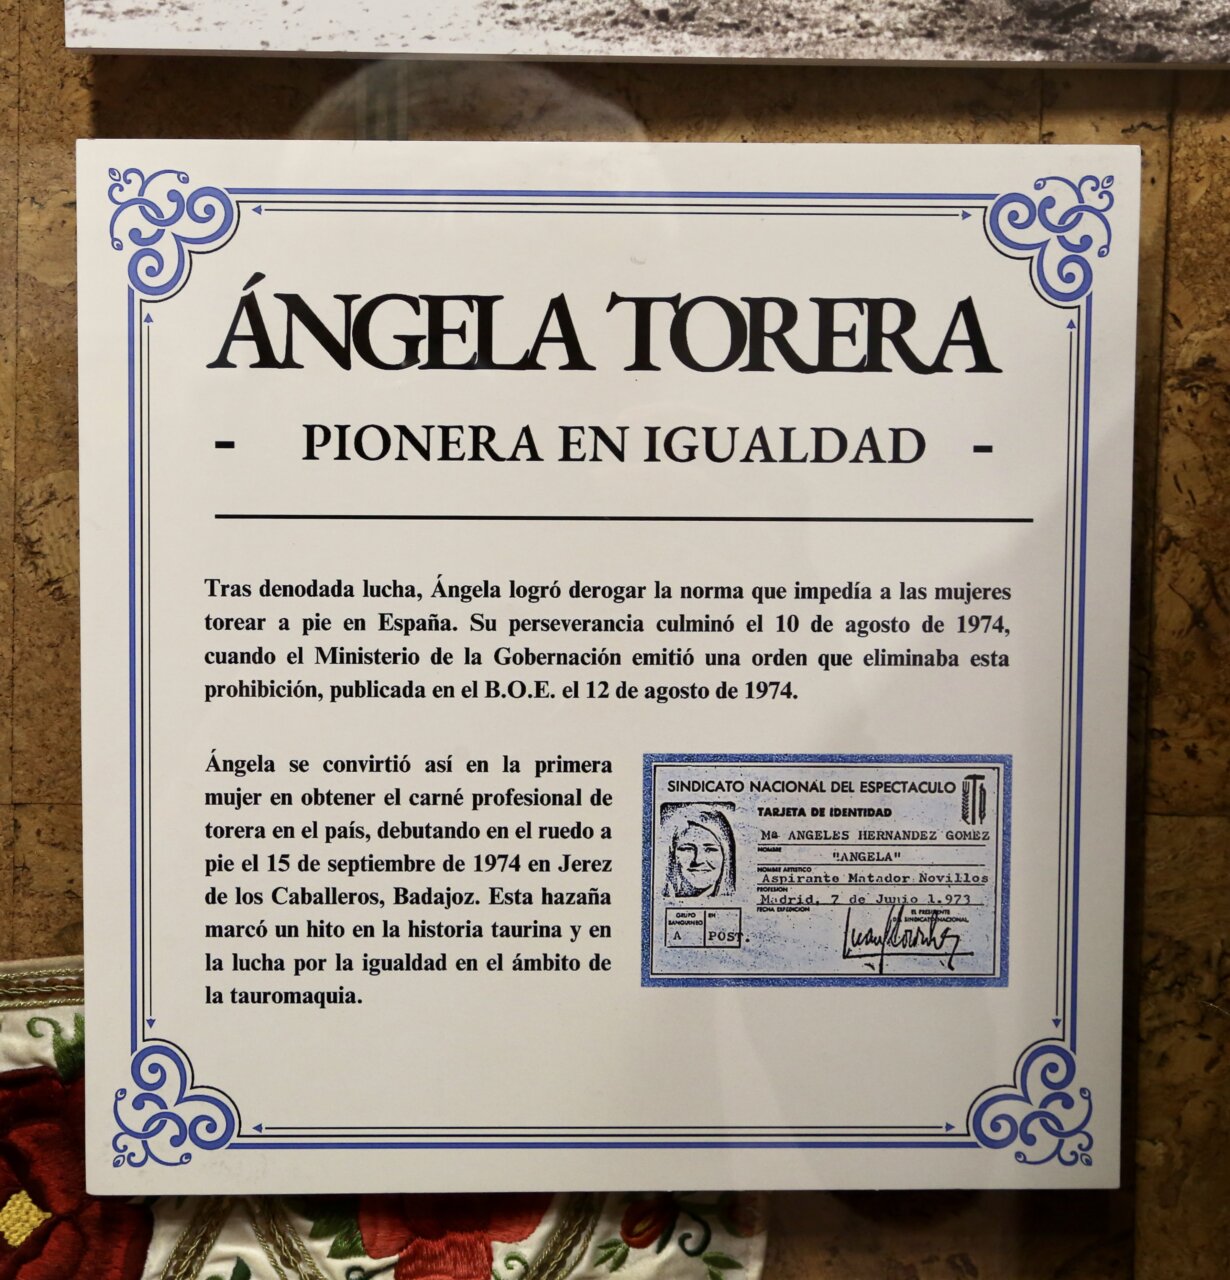 ÁNGELA TORERA
- PIONERA EN IGUALDAD -
Tras denodada lucha, Ángela logró derogar la norma que impedía a las mujeres
torear a pie en España. Su perseverancia culminó el 10 de agosto de 1974,
cuando el Ministerio de la Gobernación emitió una orden que eliminaba esta
prohibición, publicada en el B.O.E. el 12 de agosto de 1974.
Ángela se convirtió así en la primera
mujer en obtener el carné profesional de
torera en el país, debutando en el ruedo a
pie el 15 de septiembre de 1974 en Jerez
de los Caballeros, Badajoz. Esta hazaña
marcó un hito en la historia taurina y en
la lucha por la igualdad en el ámbito de
la tauromaquia.
SINDICATO NACIONAL DEL ESPECTACULO
TARJETA DE IDENTIDAD
Mª ANGELES HERNANDEZ GOMEZ
NOMBRE
"ANGELA"
NOMBRE ARTISTICO
Aspirante Matador Novillos
PROFESION
Madrid, 7 de Junio 1.973
FECHA EXPEDICION
EL PRESIDENTE
DEL SINDICATO NACIONAL,
GRUPO SANGUINEO
A
RH
POST.